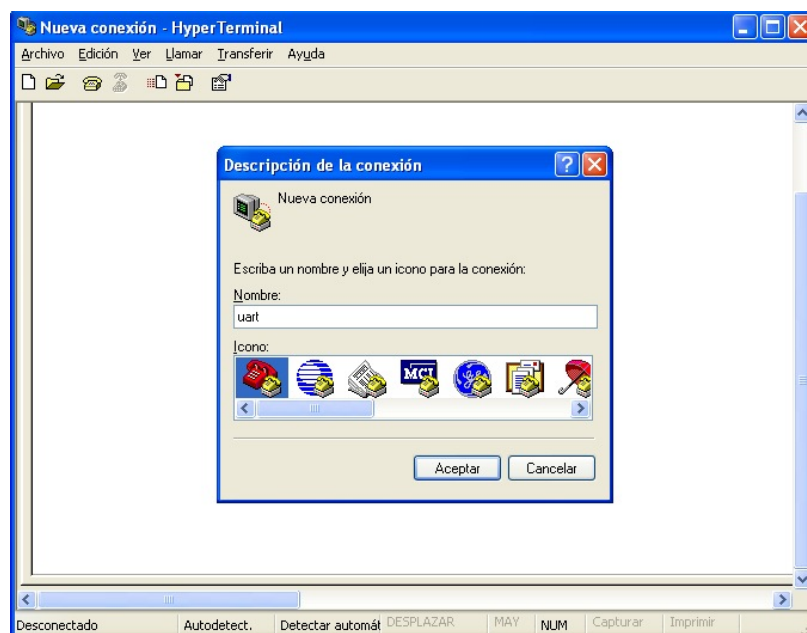 Nueva conexión - HyperTerminal
Archivo Edición Ver Llamar Transferir Ayuda
Descripción de la conexión
Nueva conexión
Escriba un nombre y elija un icono para la conexión:
Nombre:
uart
Icono:
MCI
Aceptar Cancelar
Desconectado Autodetect. Detectar automát DESPLAZAR MAY NUM Capturar Imprimir